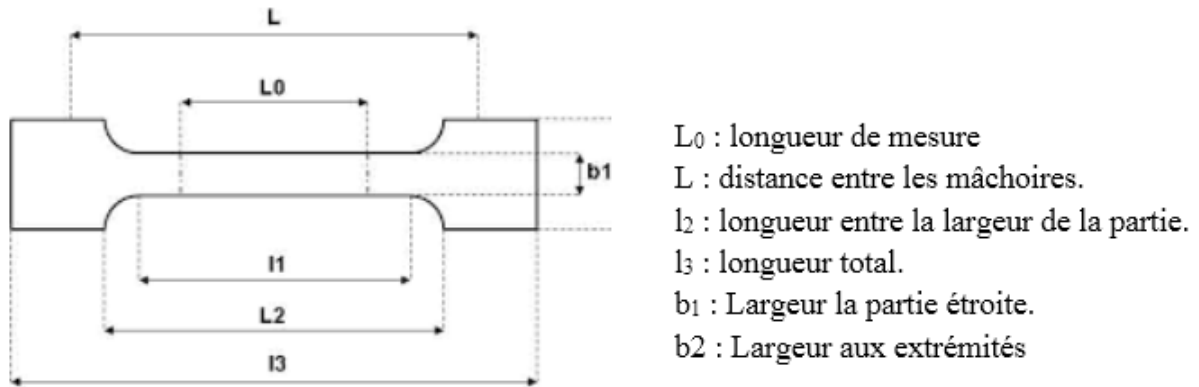 L
L0
b1
l1
L2
l3
L0 : longueur de mesure
L : distance entre les mâchoires.
l2 : longueur entre la largeur de la partie.
l3 : longueur total.
b1 : Largeur la partie étroite.
b2 : Largeur aux extrémités